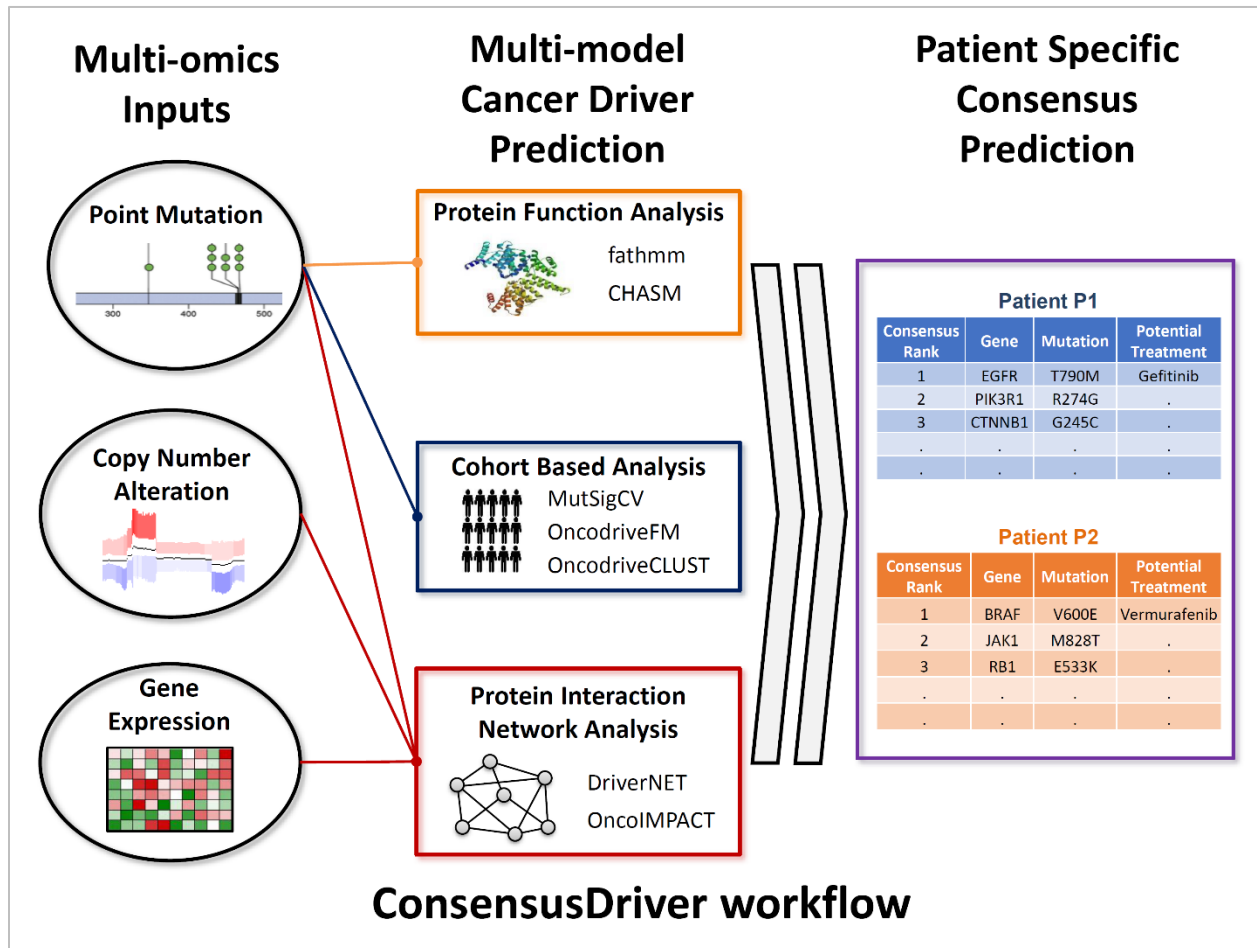 Multi-omics
Inputs
Multi-model
Cancer Driver
Prediction
Patient Specific
Consensus
Prediction
Point Mutation
300 400 500
Copy Number
Alteration
Gene
Expression
Protein Function Analysis
fathmm
CHASM
Cohort Based Analysis
MutSigCV
OncodriveFM
OncodriveCLUST
Protein Interaction
Network Analysis
DriverNET
OncoIMPACT
Patient P1
Consensus Rank Gene Mutation Potential Treatment
1 EGFR T790M Gefitinib
2 PIK3R1 R274G .
3 CTNNB1 G245C .
. . . .
. . . .
Patient P2
Consensus Rank Gene Mutation Potential Treatment
1 BRAF V600E Vermurafenib
2 JAK1 M828T .
3 RB1 E533K .
. . . .
. . . .
ConsensusDriver workflow